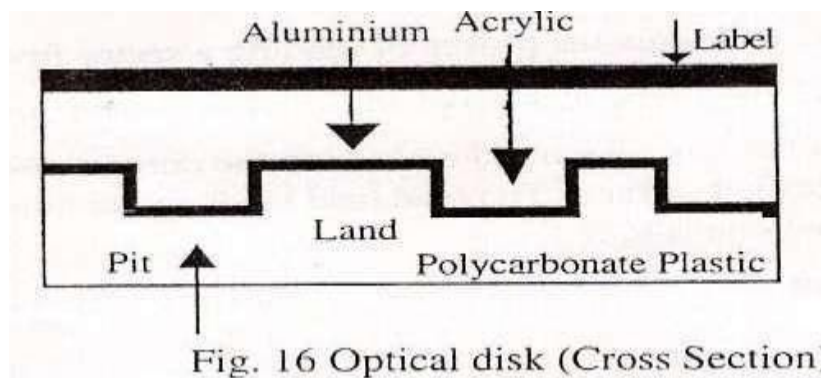 Aluminium Acrylic
Label
Land
Pit Polycarbonate Plastic
Fig. 16 Optical disk (Cross Section)